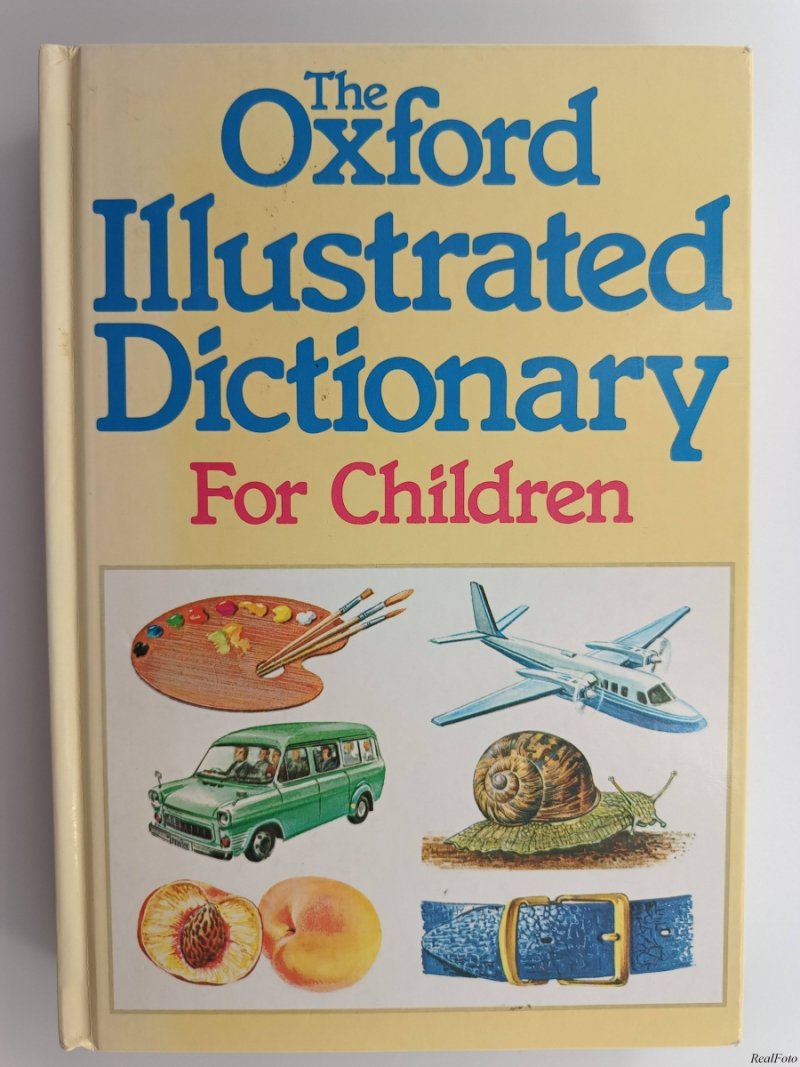 The
Oxford
Illustrated
Dictionary
For Children
RealFoto